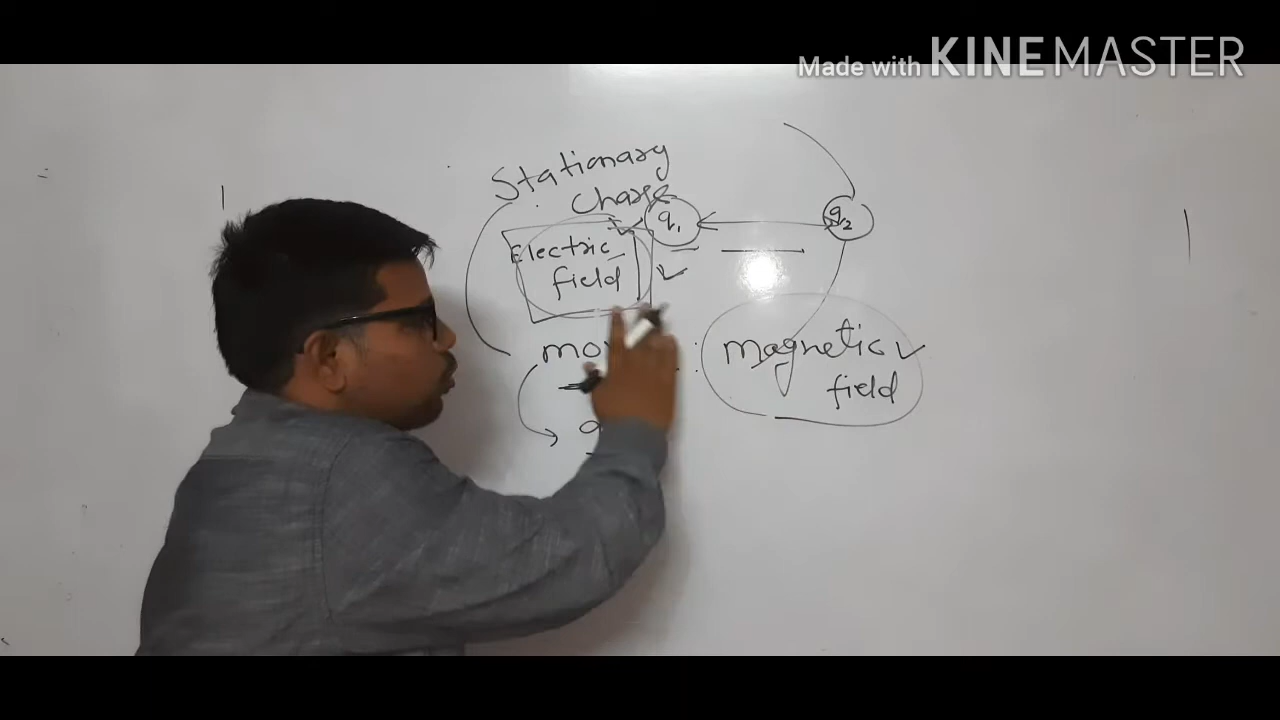 Made with KINEMASTER
Stationary
charge
q1
q2
Electric
field
magnetic
field